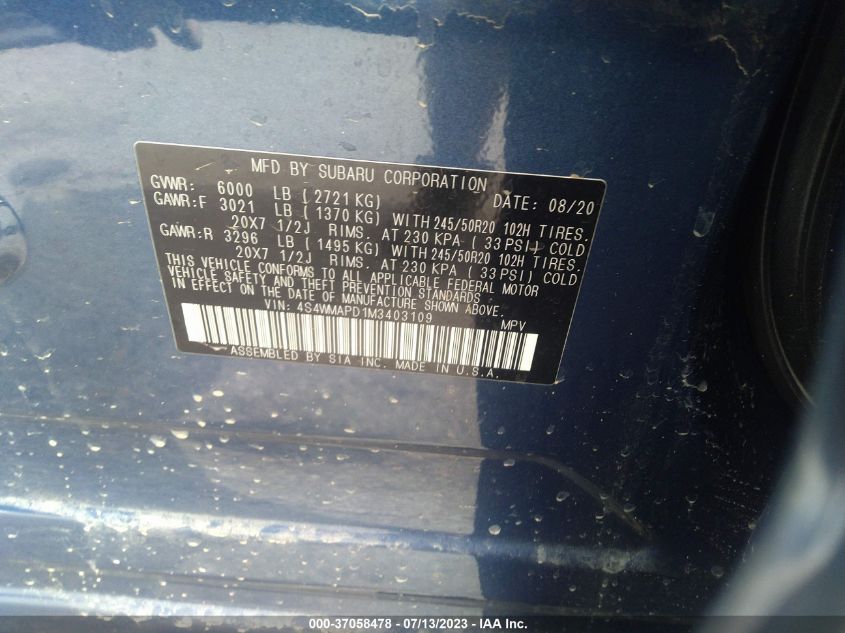 MFD BY SUBARU CORPORATION
GVWR: 6000 LB ( 2721 KG) DATE: 08/20
GAWR:F 3021 LB ( 1370 KG) WITH 245/50R20 102H TIRES.
20X7 1/2J RIMS. AT 230 KPA ( 33 PSI) COLD
GAWR:R 3296 LB ( 1495 KG) WITH 245/50R20 102H TIRES.
20X7 1/2J RIMS. AT 230 KPA ( 33 PSI) COLD
THIS VEHICLE CONFORMS TO ALL APPLICABLE FEDERAL MOTOR
VEHICLE SAFETY AND THEFT PREVENTION STANDARDS
IN EFFECT ON THE DATE OF MANUFACTURE SHOWN ABOVE.
VIN: 4S4WMAPD1M3403109 MPV
ASSEMBLED BY SIA INC. MADE IN U.S.A
000-37058478 - 07/13/2023 - IAA Inc.